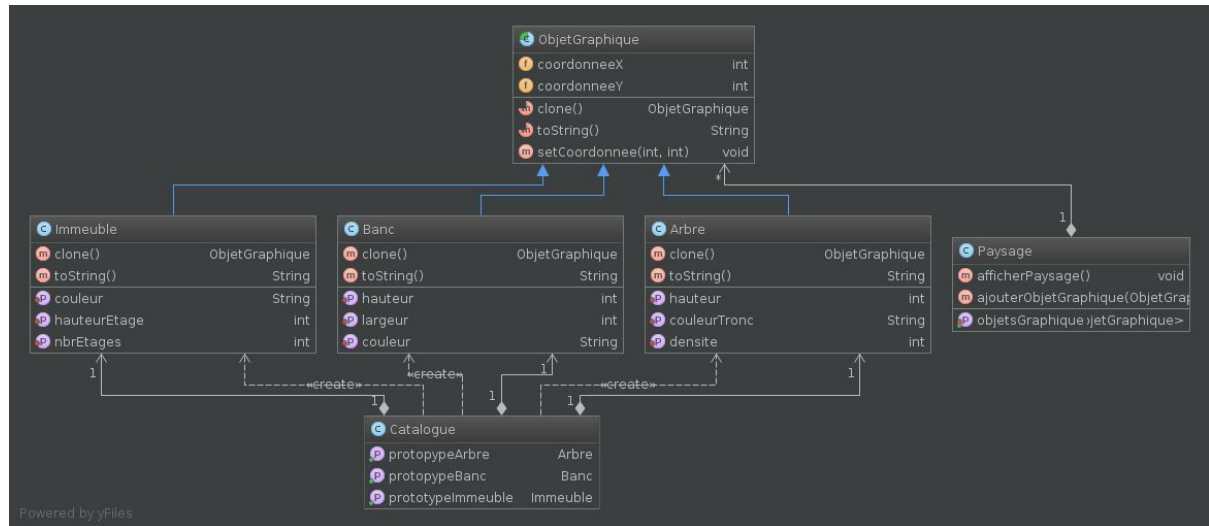 ObjetGraphique
coordonneeX int
coordonneeY int
clone() ObjetGraphique
toString() String
setCoordonnee(int, int) void
* 1
Immeuble
clone() ObjetGraphique
toString() String
couleur String
hauteurEtage int
nbrEtages int
Banc
clone() ObjetGraphique
toString() String
hauteur int
largeur int
couleur String
Arbre
clone() ObjetGraphique
toString() String
hauteur int
couleurTronc String
densite int
Paysage
afficherPaysage() void
ajouterObjetGraphique(ObjetGrap
objetsGraphique jetGraphique>
1 «create» «create» 1 «create» 1
1 1 1
Catalogue
protopypeArbre Arbre
protopypeBanc Banc
prototypeImmeuble Immeuble
Powered by yFiles